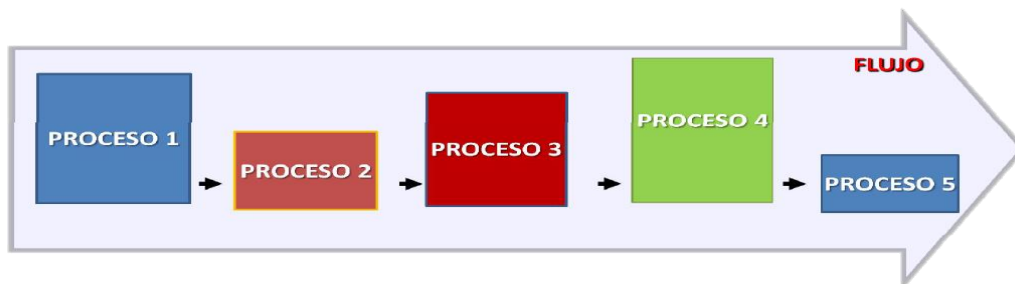 FLUJO
PROCESO 1
PROCESO 2
PROCESO 3
PROCESO 4
PROCESO 5